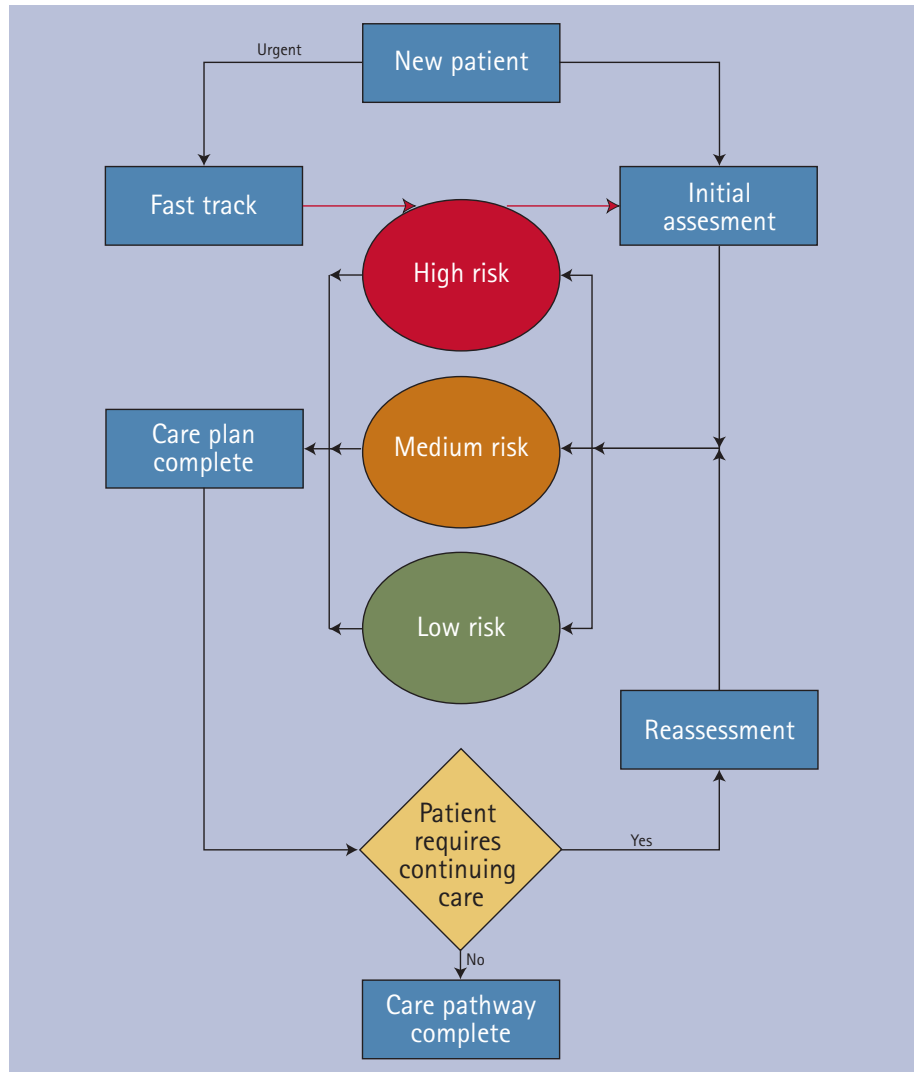 Urgent
New patient
Fast track
Initial
assesment
High risk
Care plan
complete
Medium risk
Low risk
Reassessment
Patient
requires
continuing
care
Yes
No
Care pathway
complete